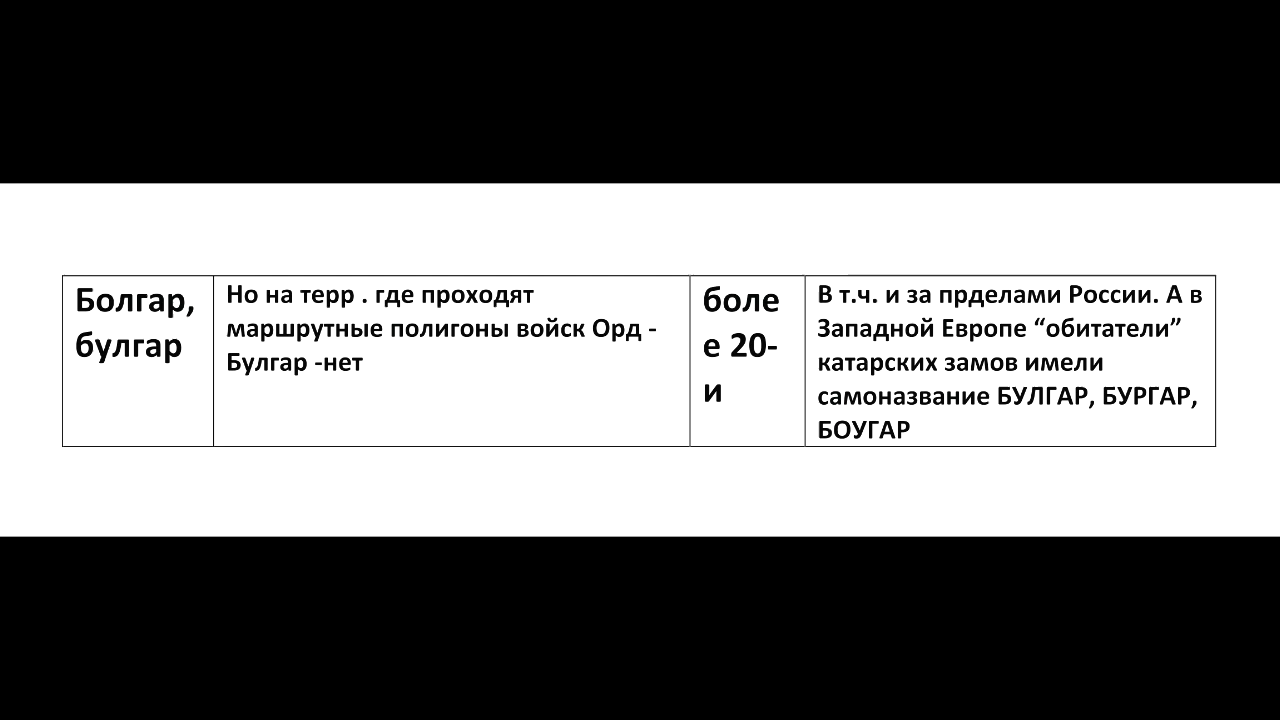 Болгар,
булгар
Но на терр . где проходят
маршрутные полигоны войск Орд -
Булгар -нет
боле
е 20-
и
В т.ч. и за прделами России. А в
Западной Европе “обитатели”
катарских замов имели
самоназвание БУЛГАР, БУРГАР,
БОУГАР